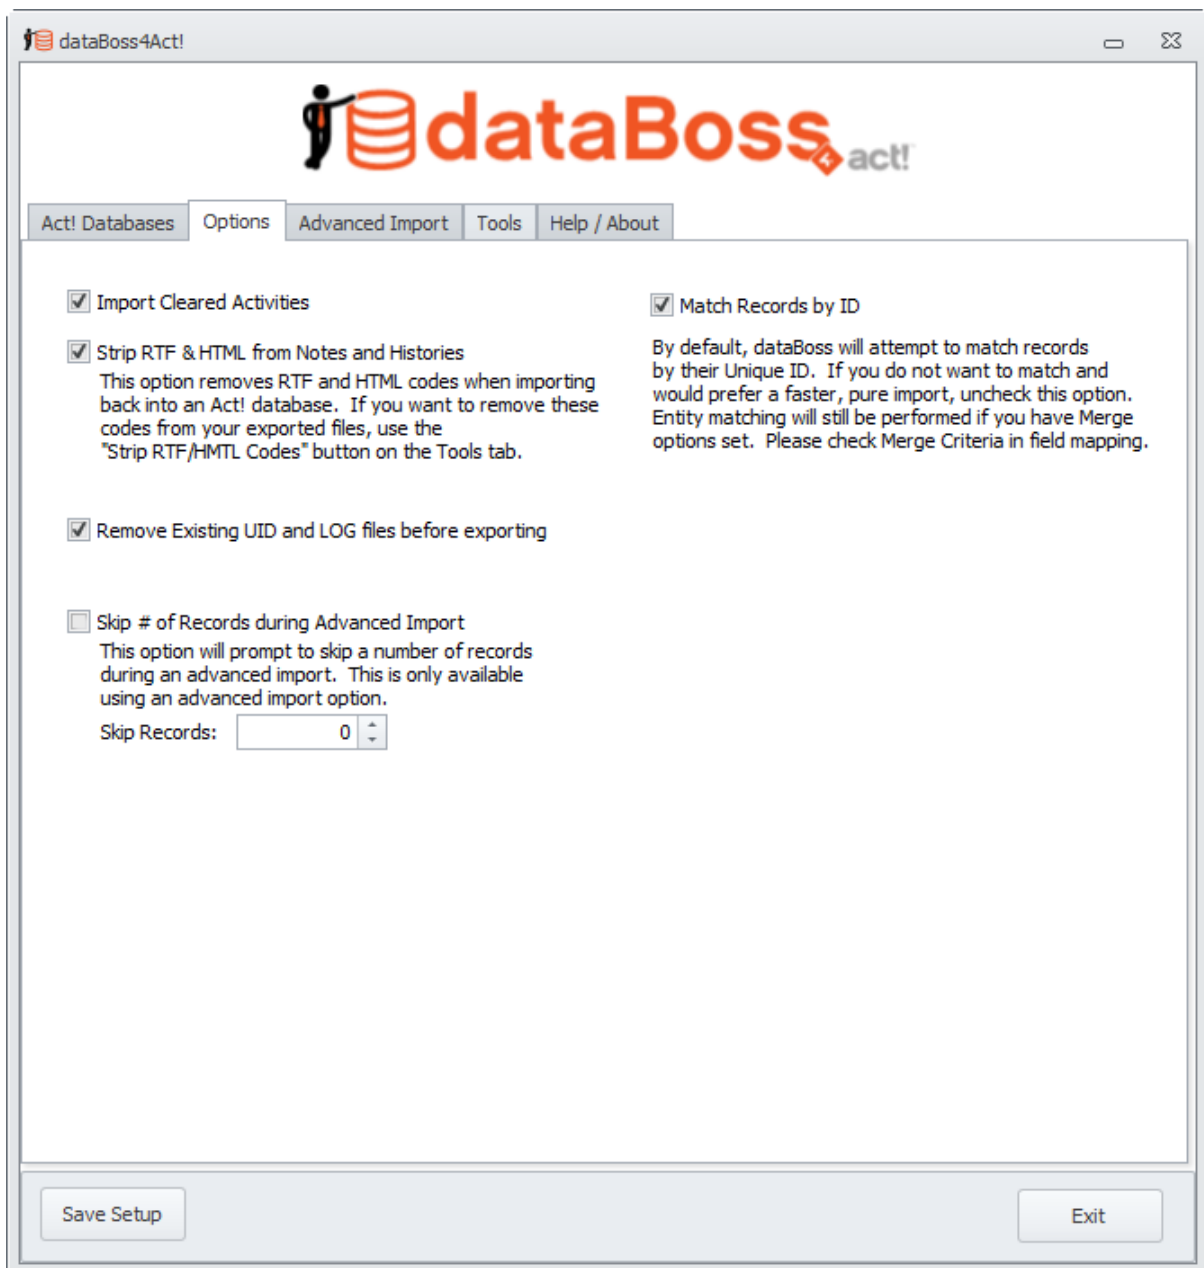 dataBoss4Act!
dataBoss 4 act!
Act! Databases Options Advanced Import Tools Help / About
Import Cleared Activities
Strip RTF & HTML from Notes and Histories
This option removes RTF and HTML codes when importing
back into an Act! database. If you want to remove these
codes from your exported files, use the
"Strip RTF/HMTL Codes" button on the Tools tab.
Remove Existing UID and LOG files before exporting
Skip # of Records during Advanced Import
This option will prompt to skip a number of records
during an advanced import. This is only available
using an advanced import option.
Skip Records: 0
Match Records by ID
By default, dataBoss will attempt to match records
by their Unique ID. If you do not want to match and
would prefer a faster, pure import, uncheck this option.
Entity matching will still be performed if you have Merge
options set. Please check Merge Criteria in field mapping.
Save Setup Exit